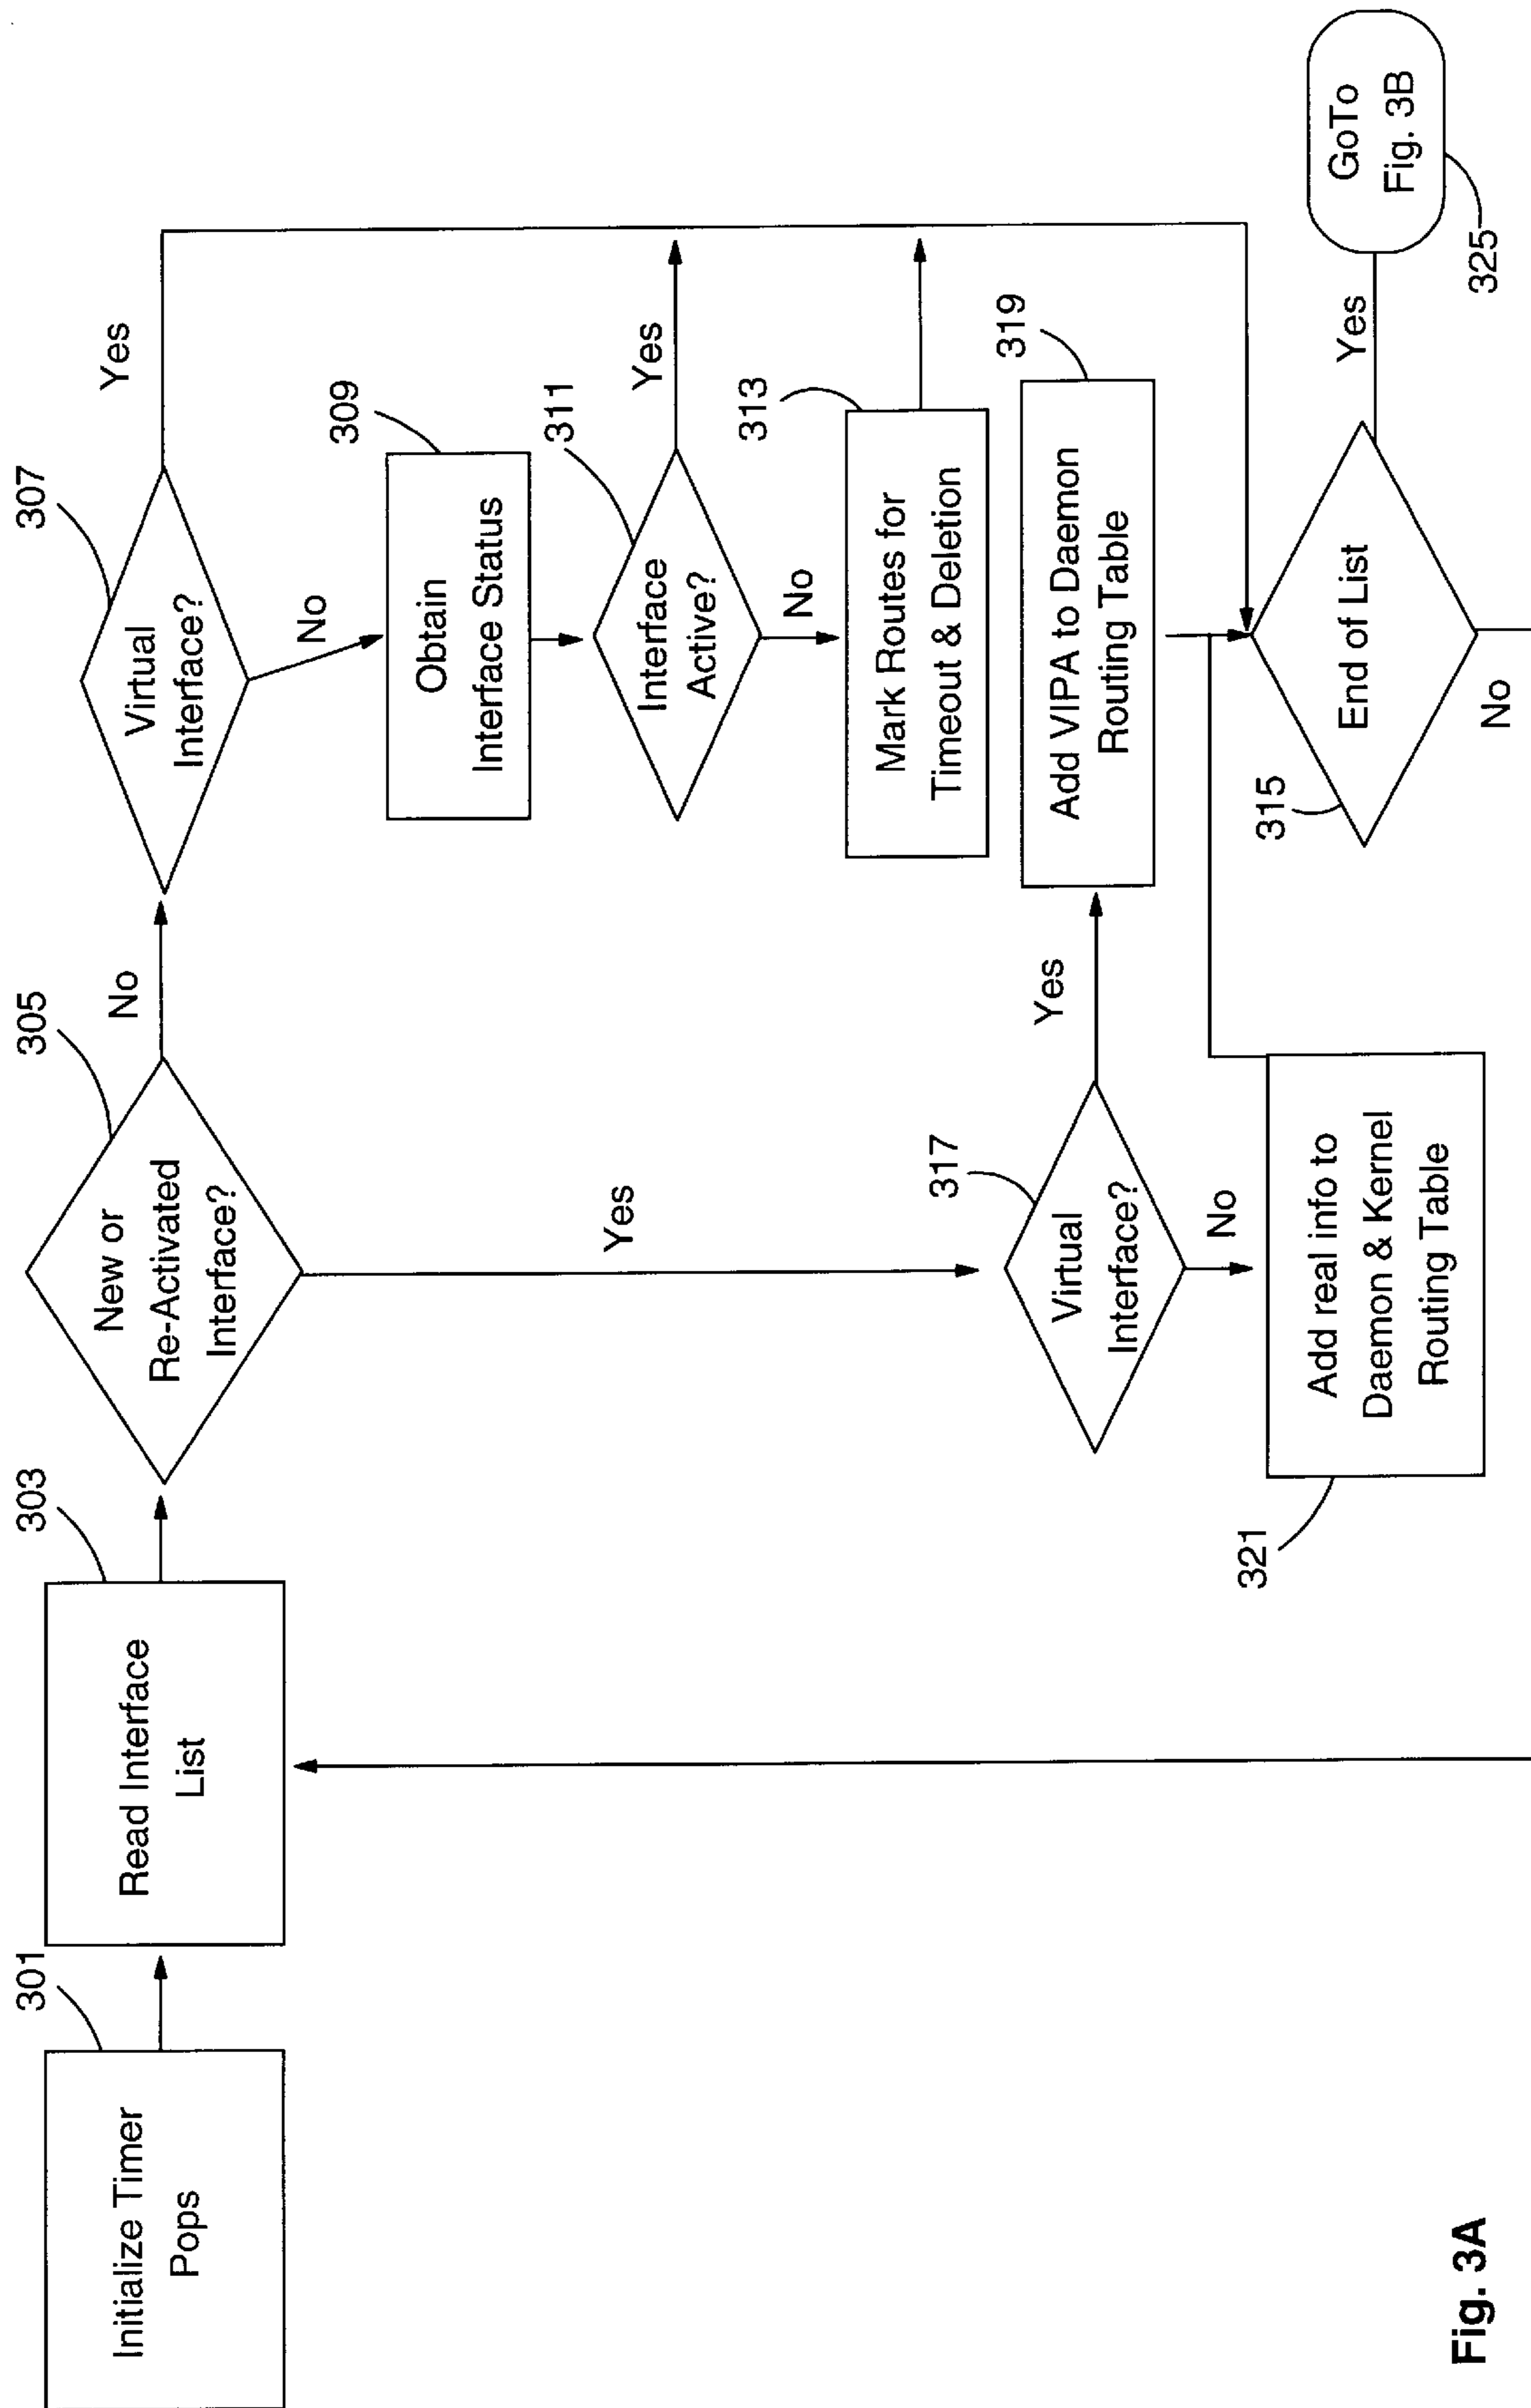 301
Initialize Timer
Pops
303
Read Interface
List
305
New or
Re-Activated
Interface?
No
Yes
307
Virtual
Interface?
Yes
No
309
Obtain
Interface Status
311
Interface
Active?
Yes
No
313
Mark Routes for
Timeout & Deletion
317
Virtual
Interface?
Yes
No
319
Add VIPA to Daemon
Routing Table
321
Add real info to
Daemon & Kernel
Routing Table
315
End of List
Yes
No
GoTo
Fig. 3B
325
Fig. 3A